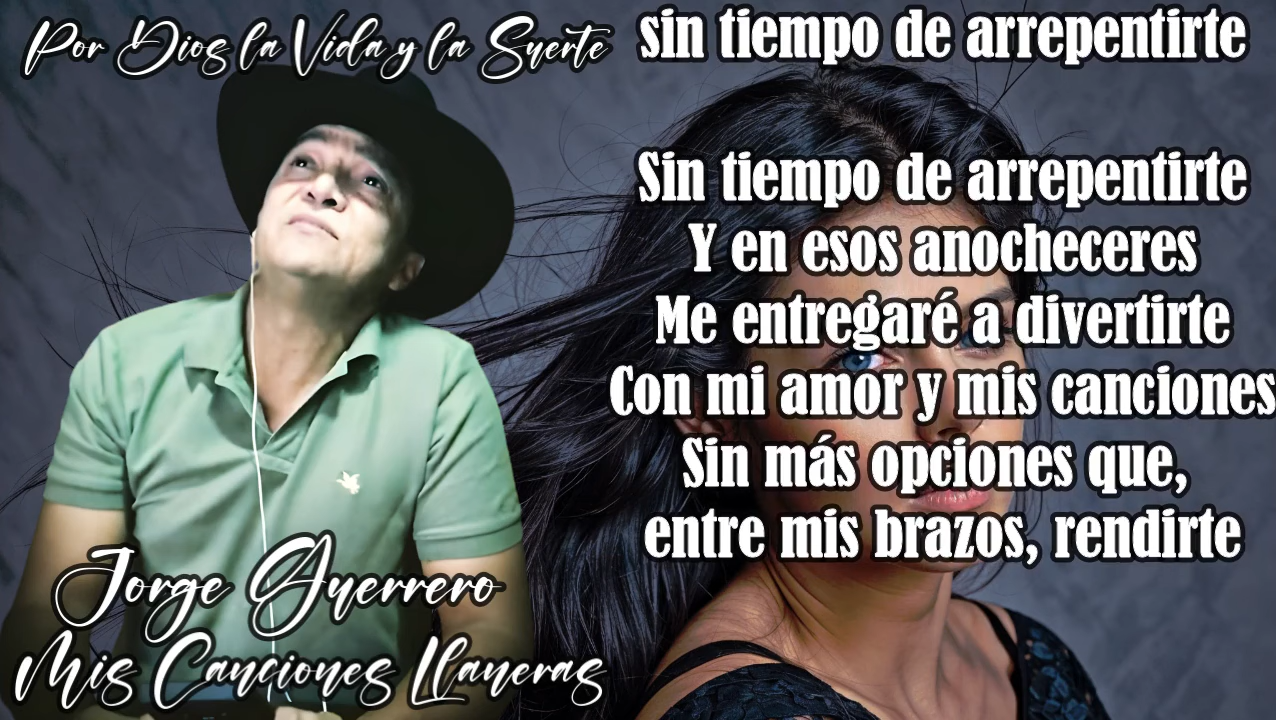 Por Dios la Vida y la Suerte
sin tiempo de arrepentirte
Sin tiempo de arrepentirte
Y en esos anocheceres
Me entregaré a divertirte
Con mi amor y mis canciones
Sin más opciones que,
entre mis brazos, rendirte
Jorge Guerrero
Mis Canciones Llaneras